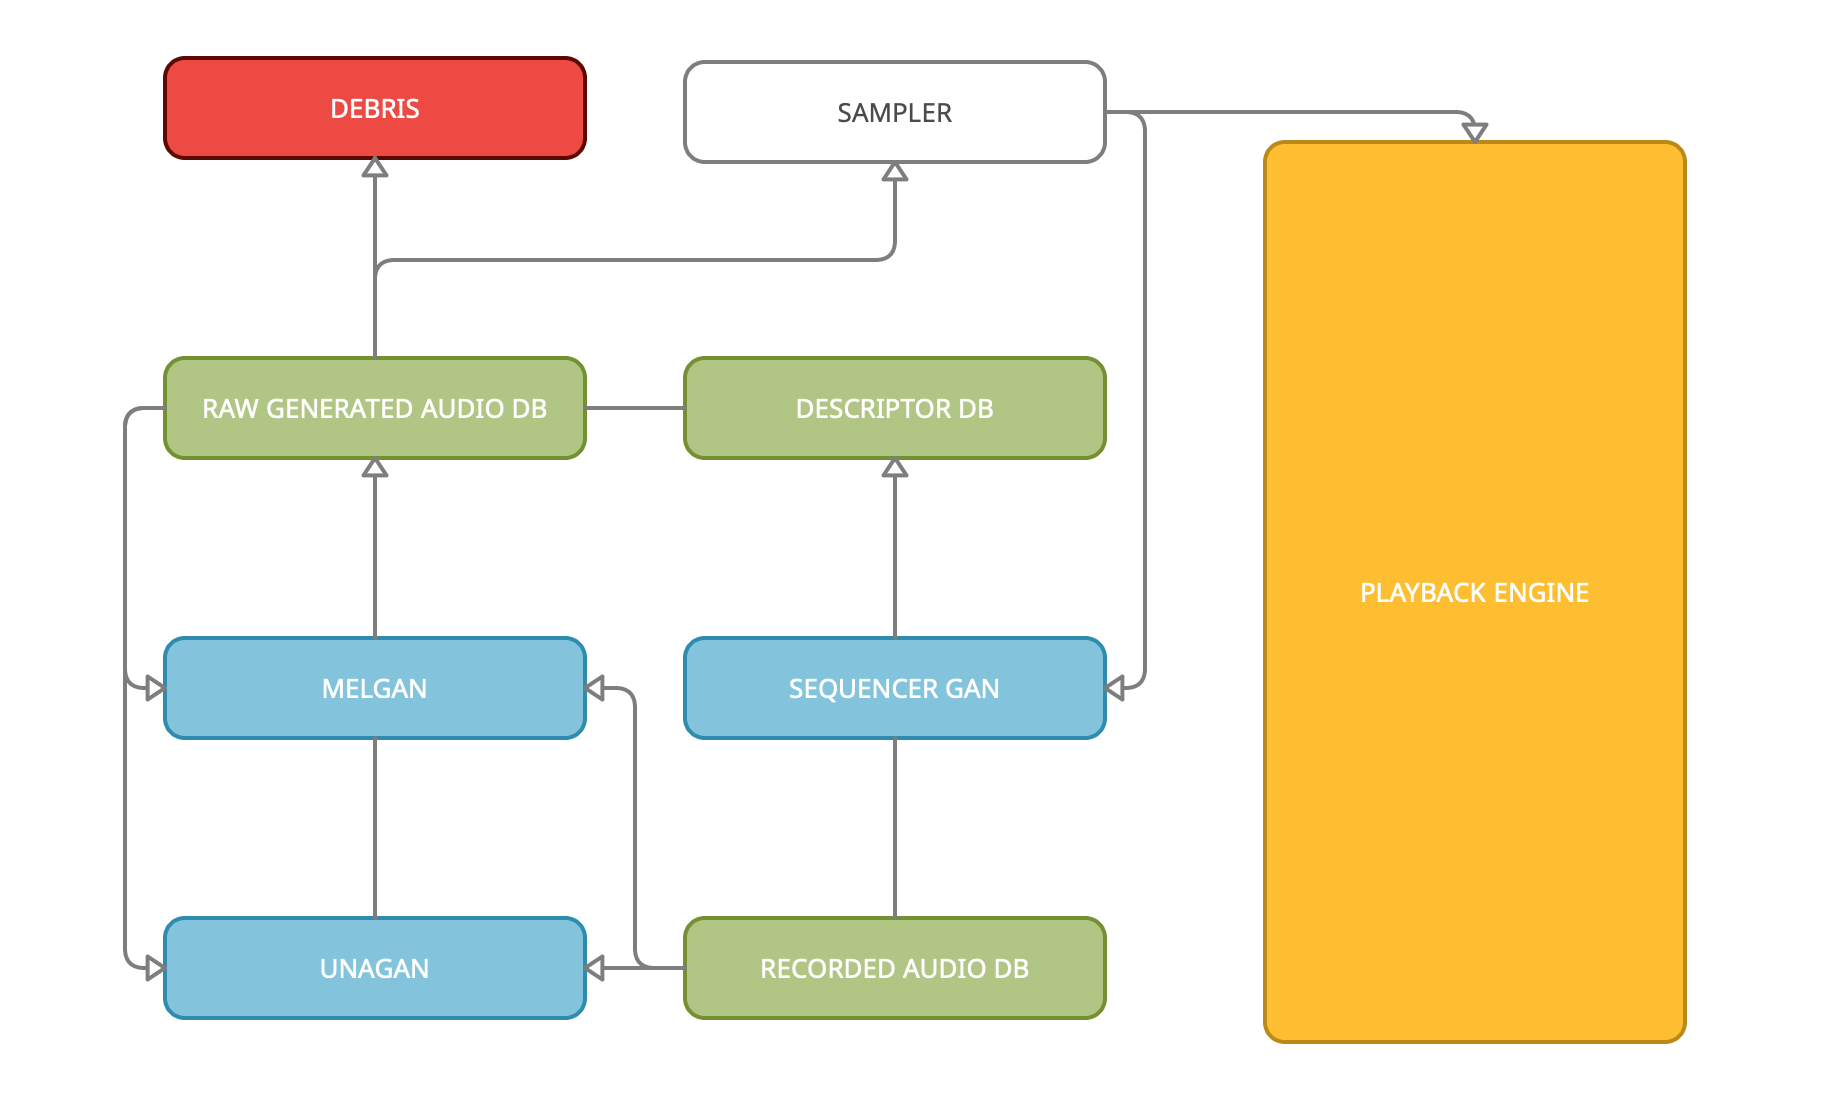 DEBRIS
SAMPLER
RAW GENERATED AUDIO DB
DESCRIPTOR DB
PLAYBACK ENGINE
MELGAN
SEQUENCER GAN
UNAGAN
RECORDED AUDIO DB